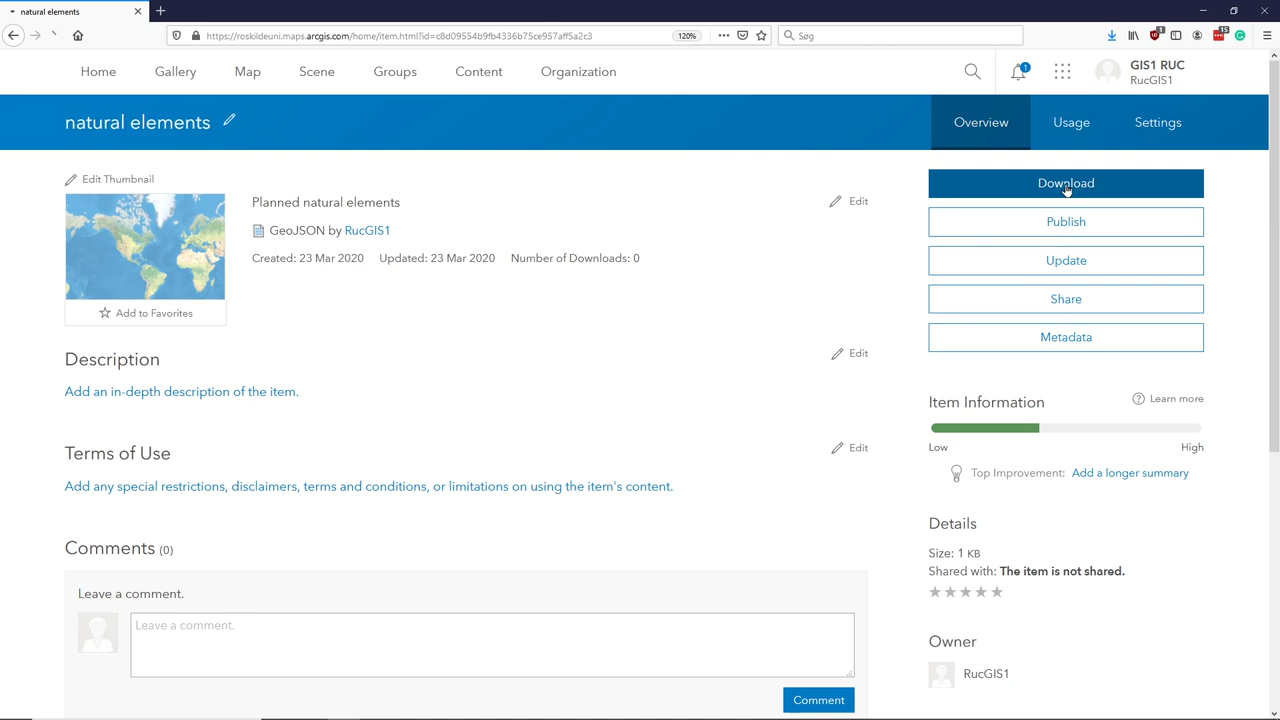 natural elements
https://roskildeuni.maps.arcgis.com/home/item.html?id=c8d09554b9fb4336b75ce957aff5a2c3
120%
Søg
15
Home
Gallery
Map
Scene
Groups
Content
Organization
1
GIS1 RUC
RucGIS1
natural elements
Overview
Usage
Settings
Edit Thumbnail
Planned natural elements
Edit
GeoJSON by RucGIS1
Created: 23 Mar 2020 Updated: 23 Mar 2020 Number of Downloads: 0
Add to Favorites
Download
Publish
Update
Share
Metadata
Description
Edit
Add an in-depth description of the item.
Terms of Use
Edit
Add any special restrictions, disclaimers, terms and conditions, or limitations on using the item's content.
Item Information
Learn more
Low
High
Top Improvement: Add a longer summary
Details
Size: 1 KB
Shared with: The item is not shared.
Comments (0)
Leave a comment.
Leave a comment.
Comment
Owner
RucGIS1